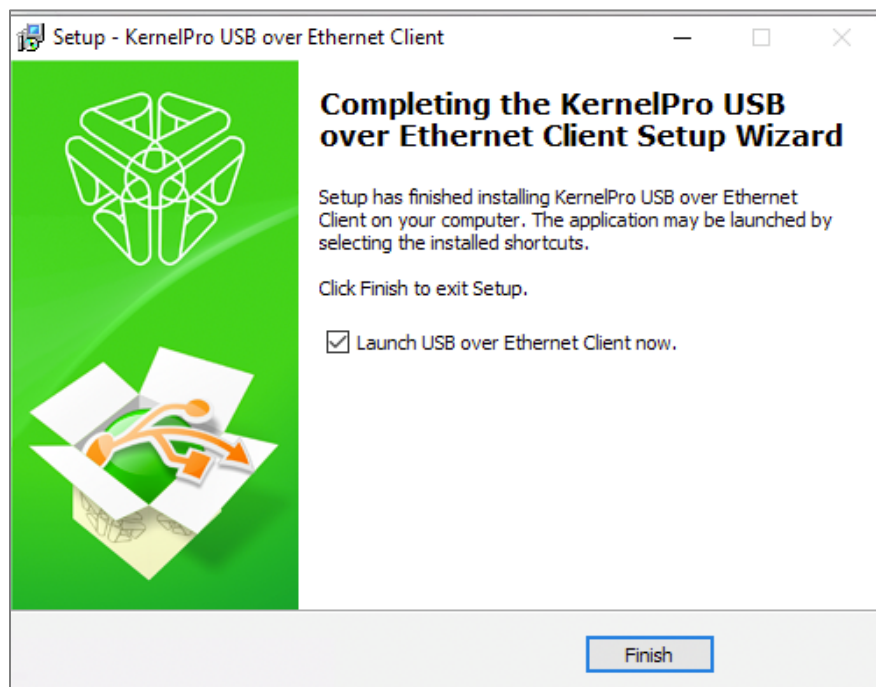 Setup - KernelPro USB over Ethernet Client
Completing the KernelPro USB
over Ethernet Client Setup Wizard
Setup has finished installing KernelPro USB over Ethernet
Client on your computer. The application may be launched by
selecting the installed shortcuts.
Click Finish to exit Setup.
Launch USB over Ethernet Client now.
Finish